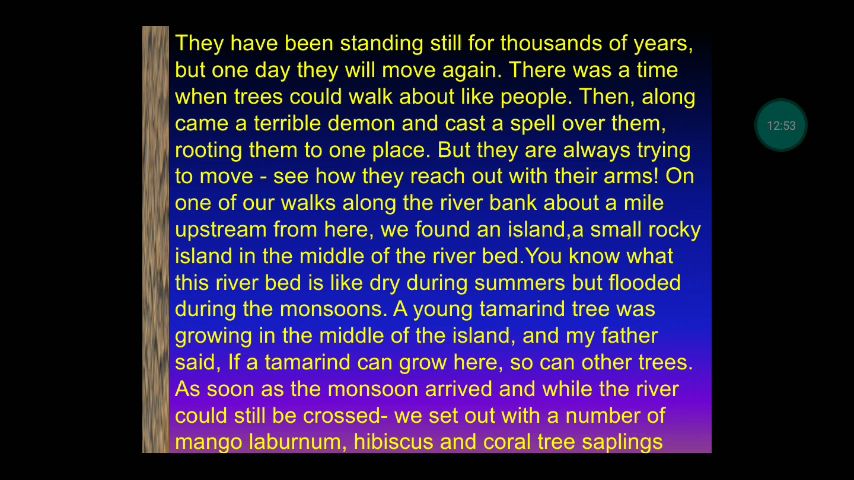 They have been standing still for thousands of years,
but one day they will move again. There was a time
when trees could walk about like people. Then, along
came a terrible demon and cast a spell over them,
rooting them to one place. But they are always trying
to move - see how they reach out with their arms! On
one of our walks along the river bank about a mile
upstream from here, we found an island,a small rocky
island in the middle of the river bed.You know what
this river bed is like dry during summers but flooded
during the monsoons. A young tamarind tree was
growing in the middle of the island, and my father
said, If a tamarind can grow here, so can other trees.
As soon as the monsoon arrived and while the river
could still be crossed- we set out with a number of
mango laburnum, hibiscus and coral tree saplings
12:53